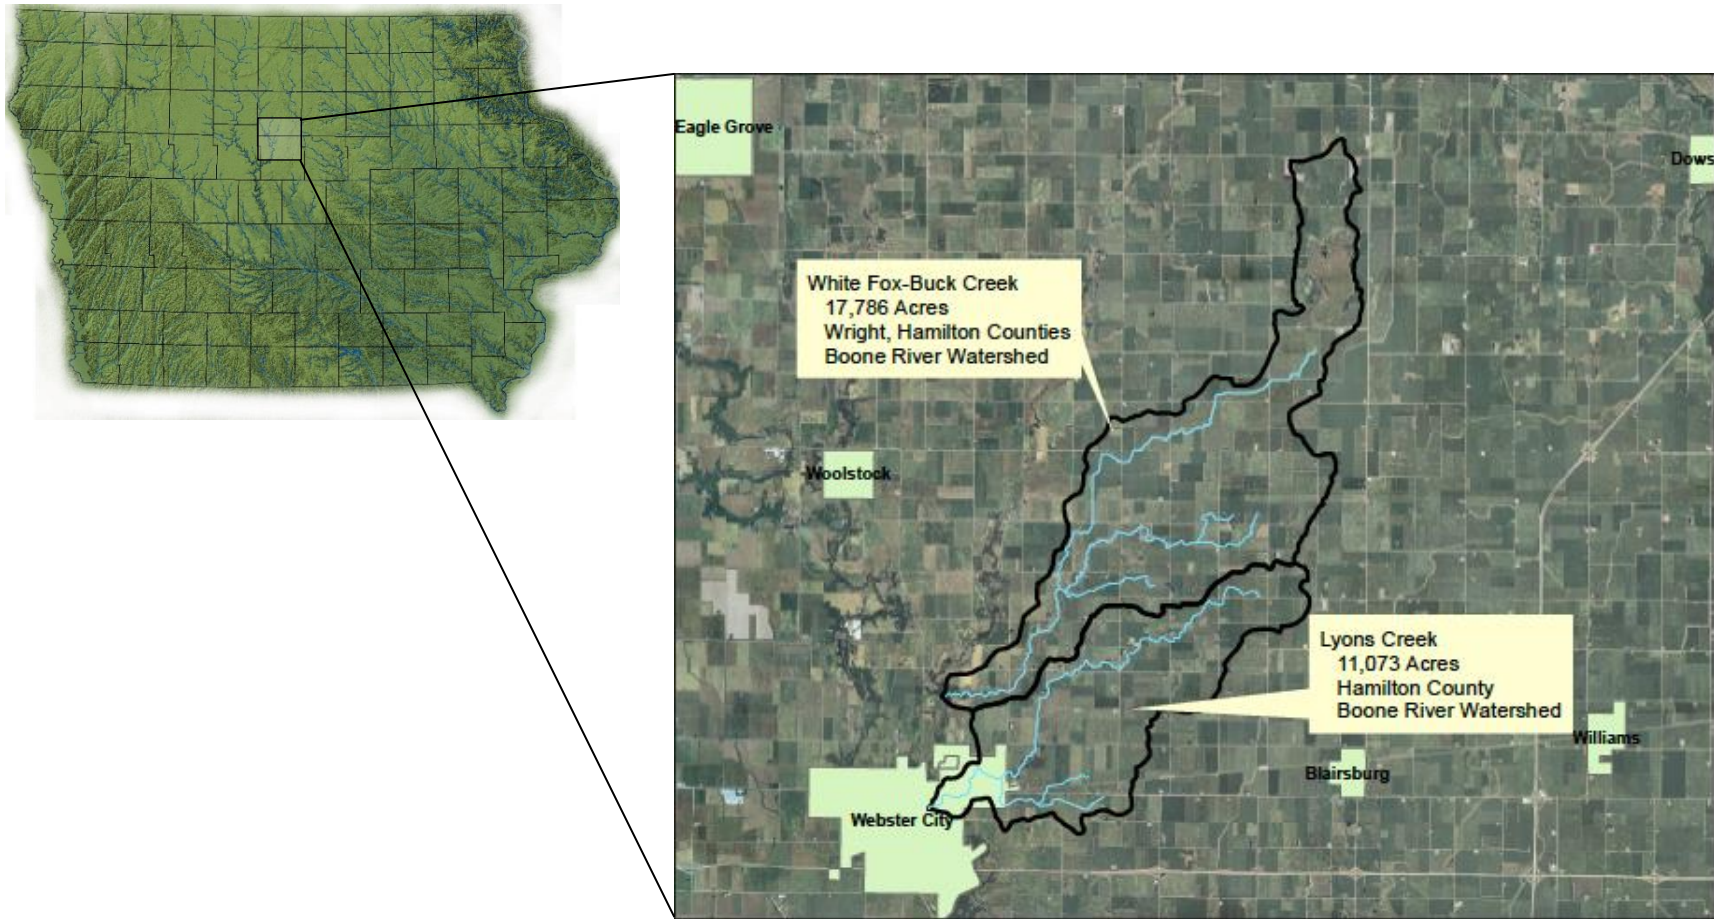 Eagle Grove
Dows
White Fox-Buck Creek
17,786 Acres
Wright, Hamilton Counties
Boone River Watershed
Woolstock
Lyons Creek
11,073 Acres
Hamilton County
Boone River Watershed
Williams
Blairsburg
Webster City